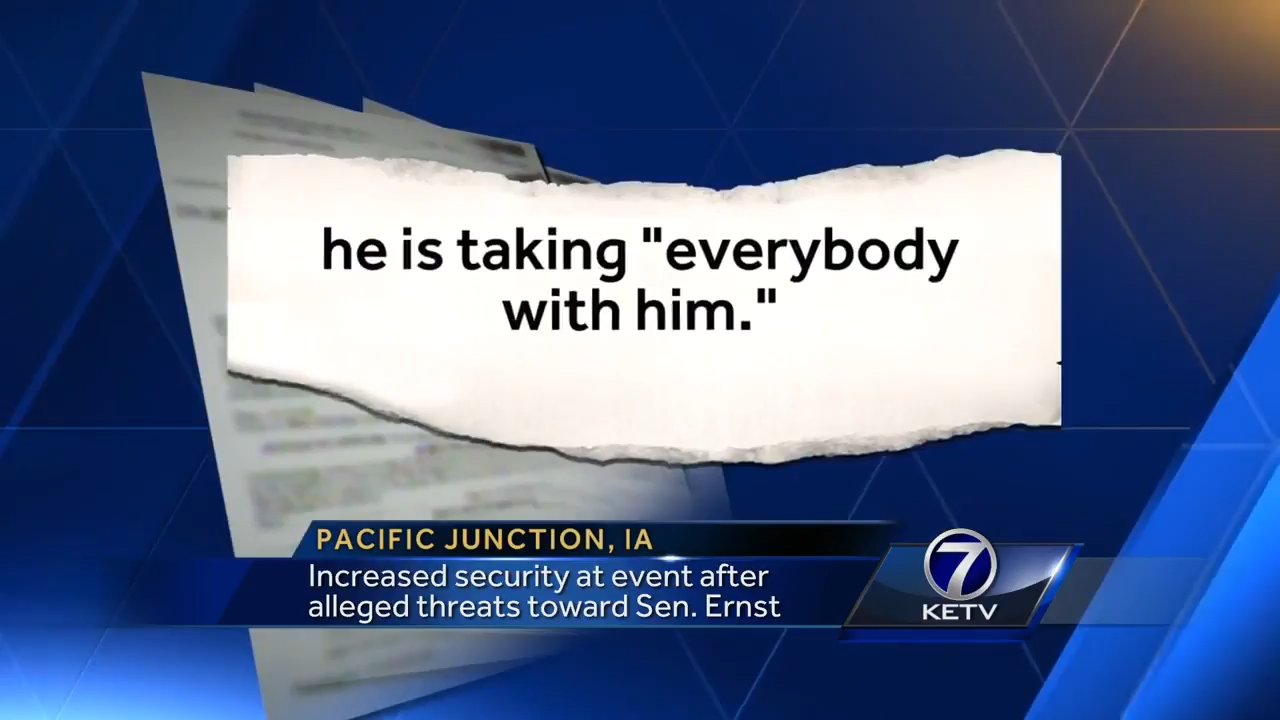 he is taking "everybody
with him."
PACIFIC JUNCTION, IA
Increased security at event after
alleged threats toward Sen. Ernst
7
KETV